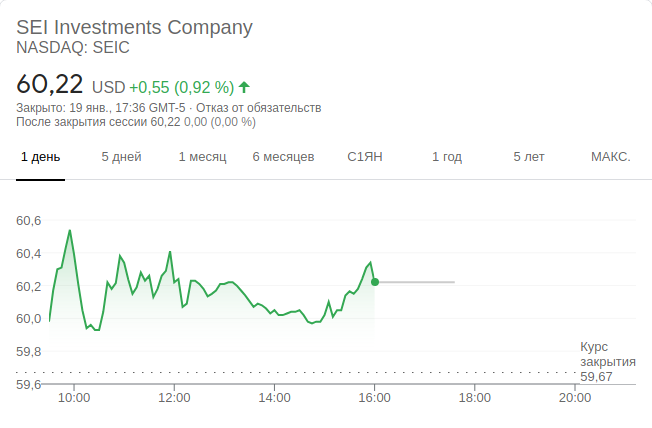 SEI Investments Company
NASDAQ: SEIC
60,22 USD +0,55 (0,92 %)
Закрыто: 19 янв., 17:36 GMT-5 · Отказ от обязательств
После закрытия сессии 60,22 0,00 (0,00 %)
1 день 5 дней 1 месяц 6 месяцев С1ЯН 1 год 5 лет МАКС.
60,6
60,4
60,2
60,0
59,8
59,6
Курс
закрытия
59,67
10:00 12:00 14:00 16:00 18:00 20:00